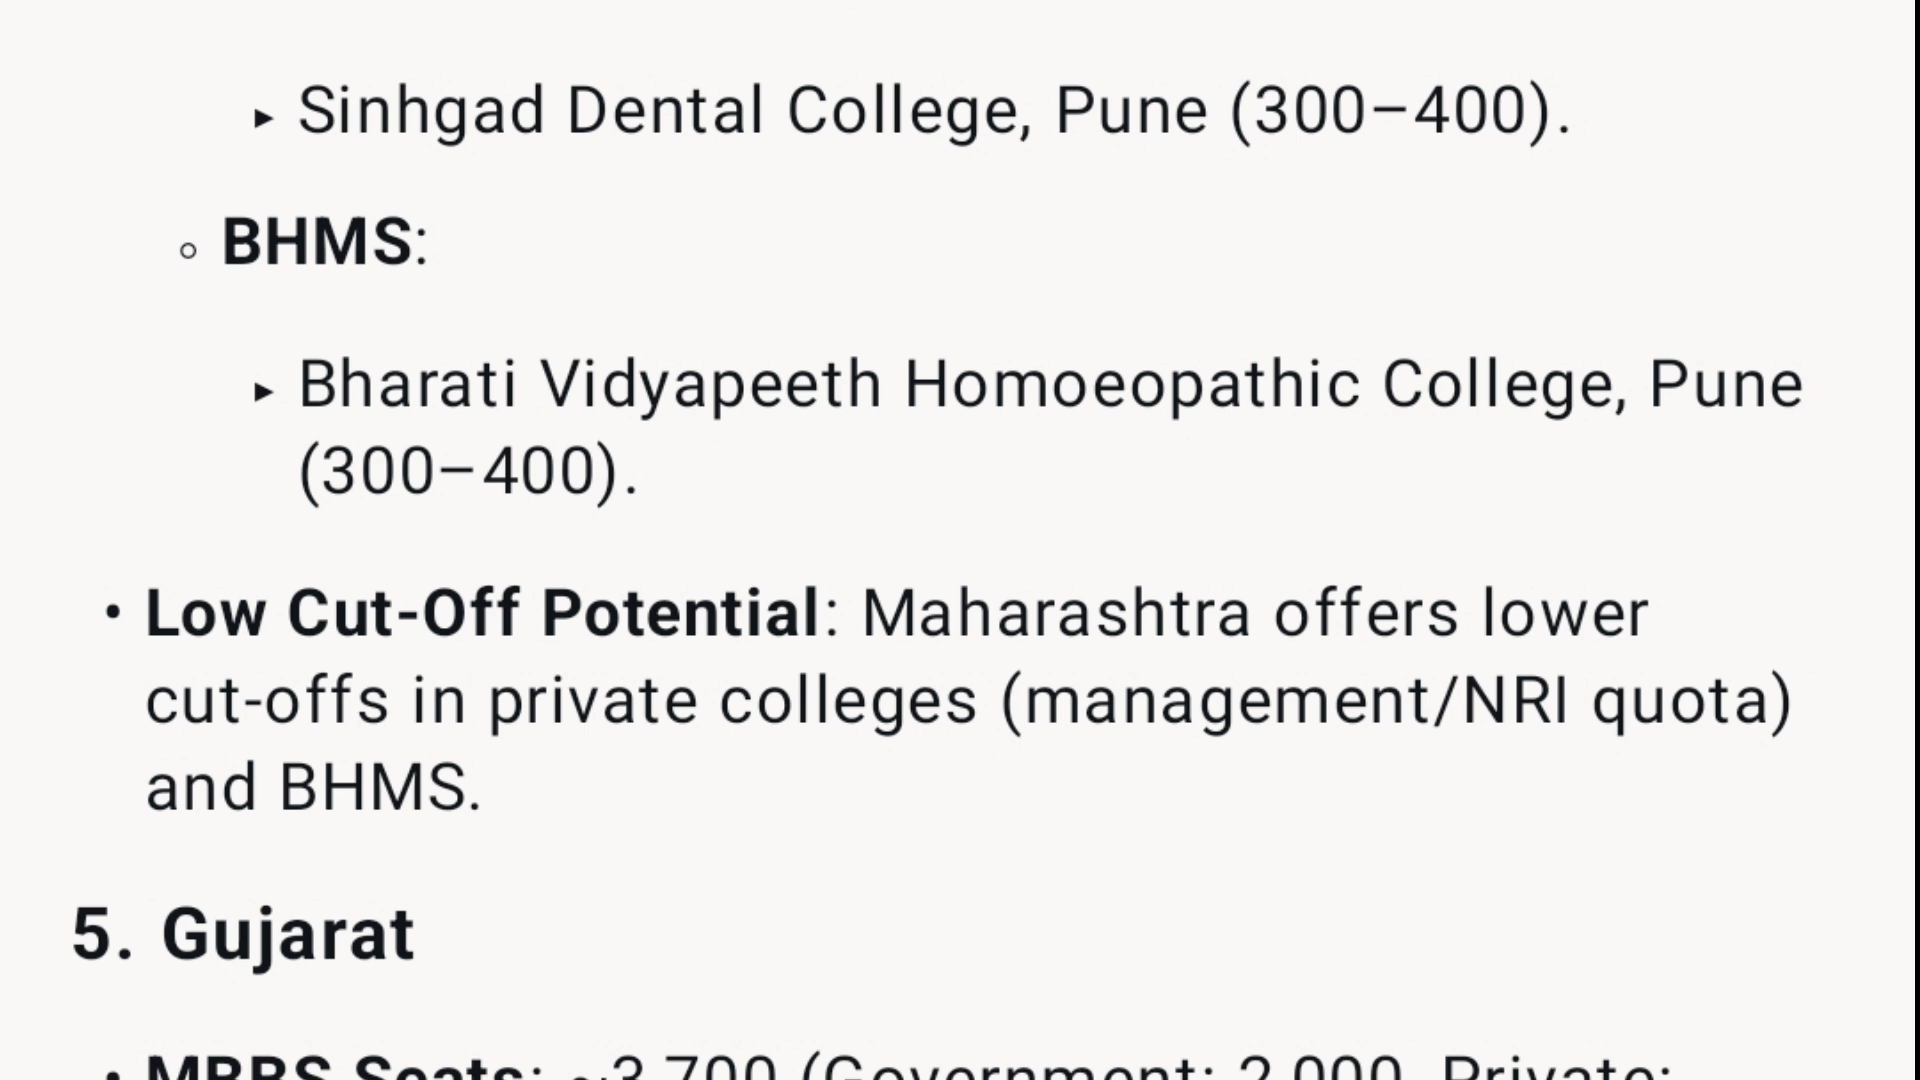 ▸ Sinhgad Dental College, Pune (300–400).
◦ BHMS:
▸ Bharati Vidyapeeth Homoeopathic College, Pune
(300–400).
• Low Cut-Off Potential: Maharashtra offers lower
cut-offs in private colleges (management/NRI quota)
and BHMS.
5. Gujarat
• MBBS Seats: ~3,700 (Government: 2,000, Private: